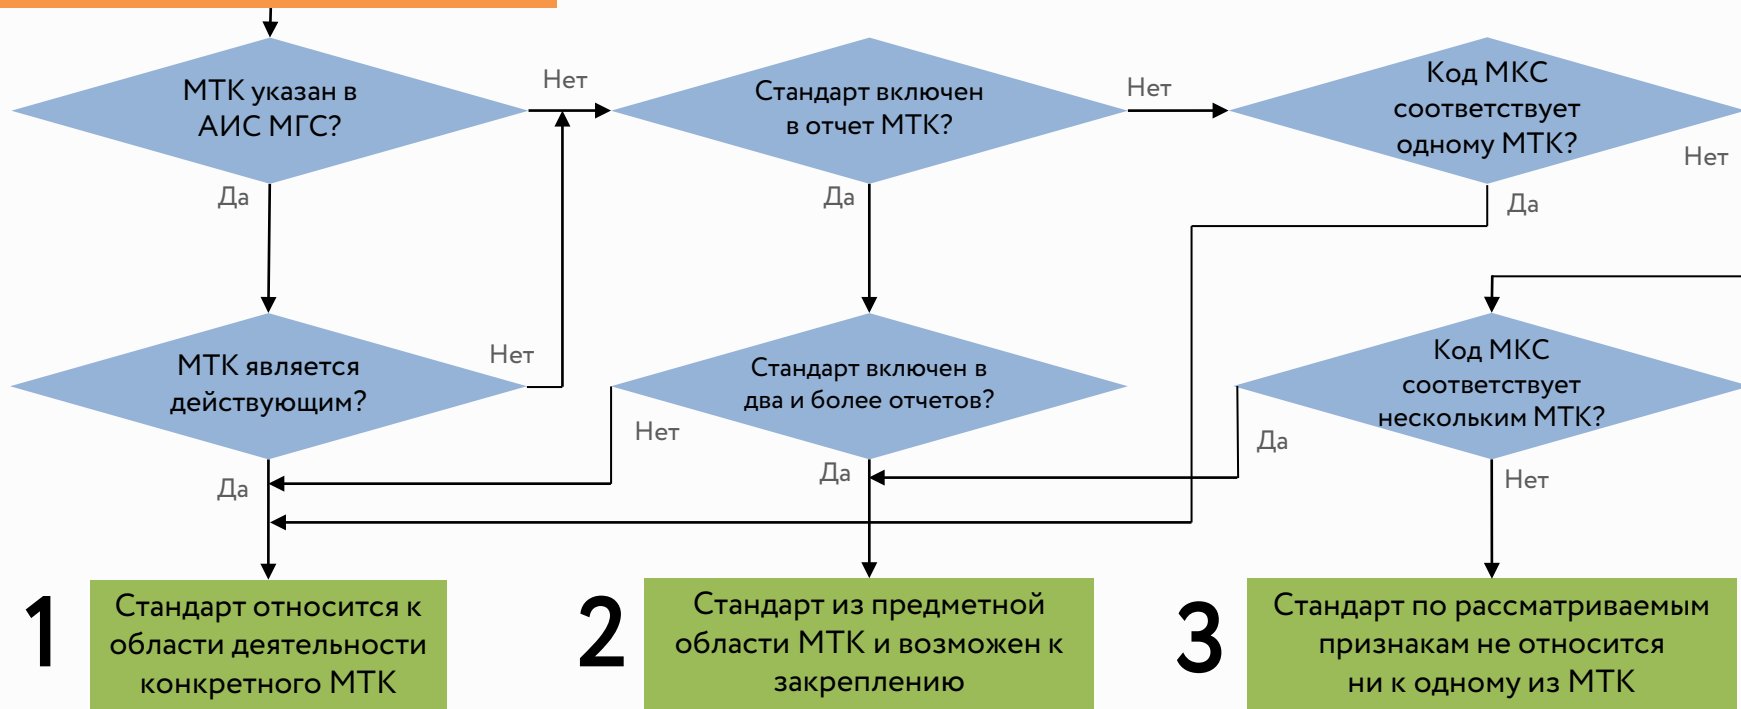 МТК указан в
АИС МГС?
Нет
Стандарт включен
в отчет МТК?
Нет
Код МКС
соответствует
одному МТК?
Нет
Да
Да
Да
МТК является
действующим?
Нет
Стандарт включен в
два и более отчетов?
Код МКС
соответствует
нескольким МТК?
Нет
Да
Да
Да
Нет
1
Стандарт относится к
области деятельности
конкретного МТК
2
Стандарт из предметной
области МТК и возможен к
закреплению
3
Стандарт по рассматриваемым
признакам не относится
ни к одному из МТК